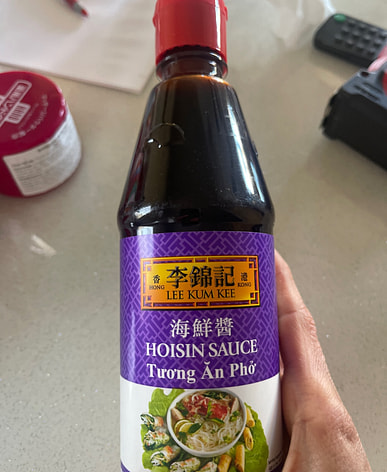 香 李錦記 港
HONG LEE KUM KEE KONG
海鮮醬
HOISIN SAUCE
Tương Ăn Phở